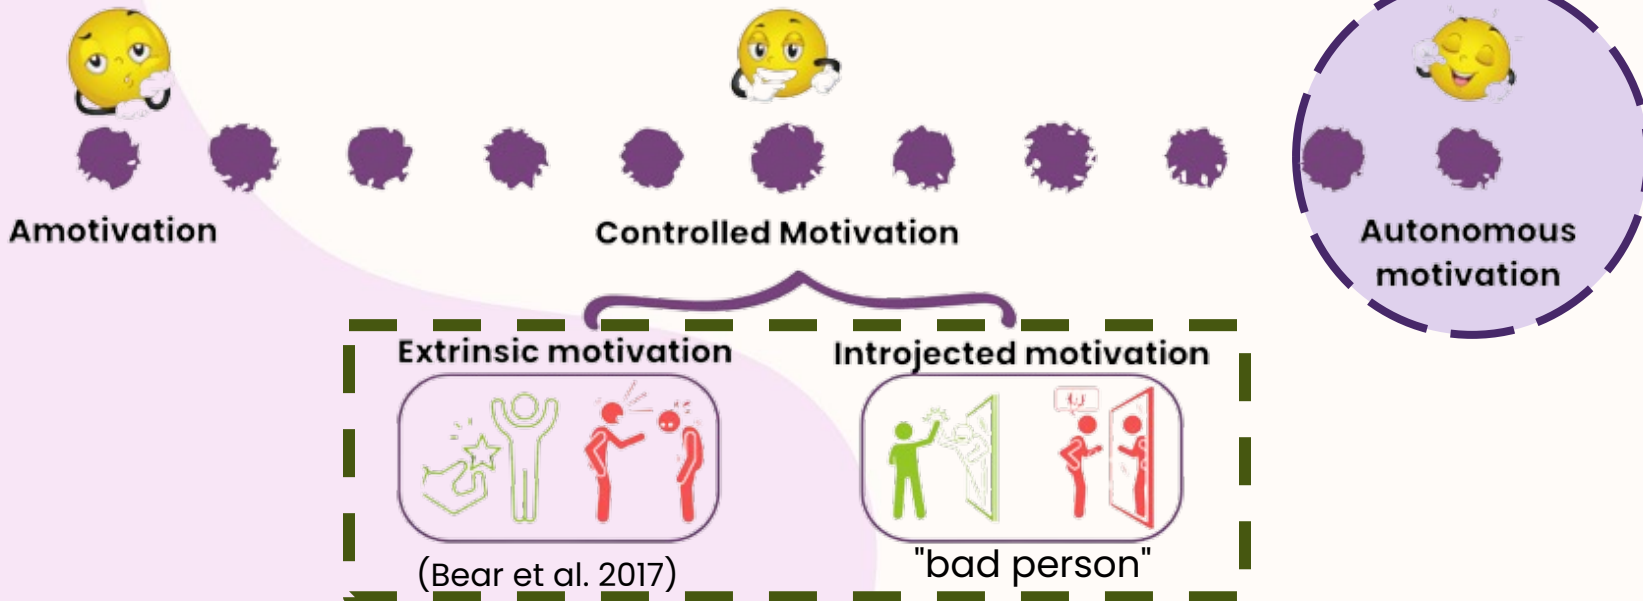 Amotivation
Controlled Motivation
Autonomous
motivation
Extrinsic motivation
Introjected motivation
(Bear et al. 2017)
"bad person"